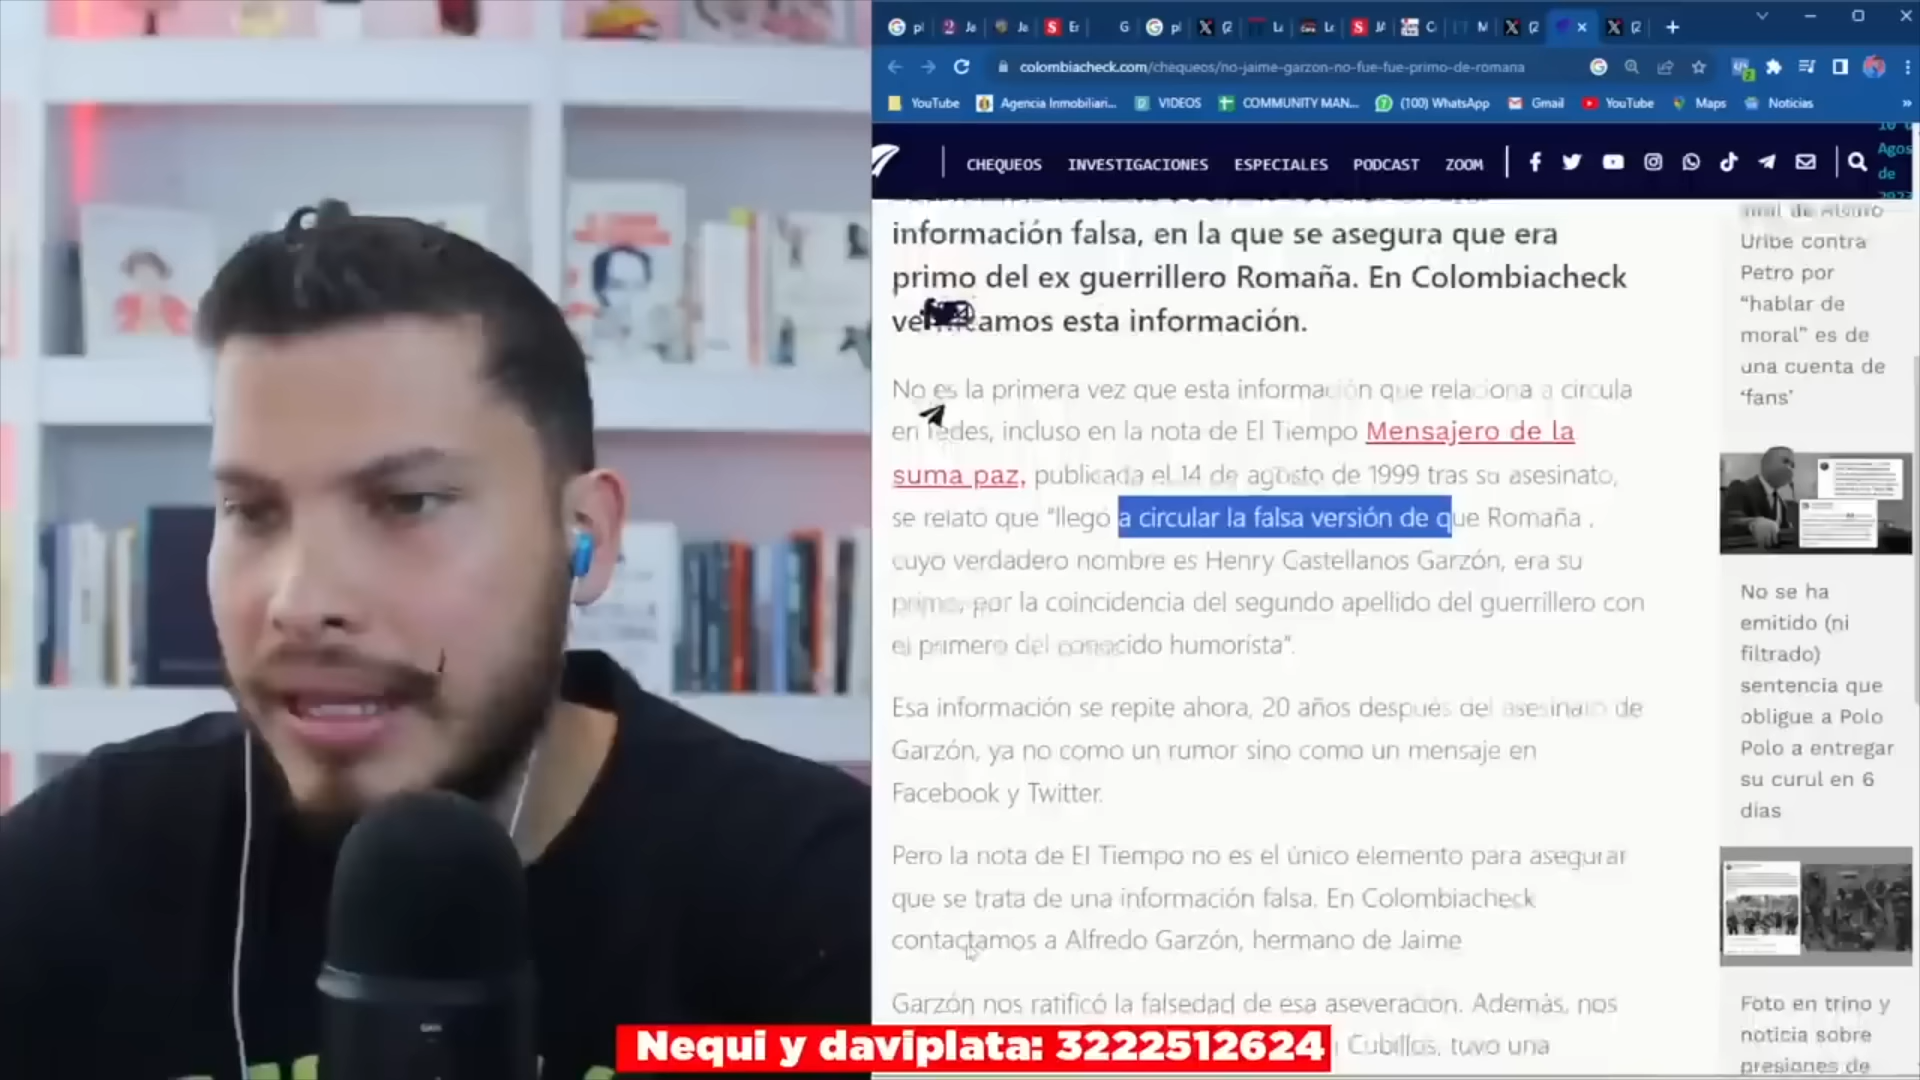 colombiacheck.com/chequeos/no-jaime-garzon-no-fue-fue-primo-de-romana
YouTube Agencia Inmobiliari... VIDEOS COMMUNITY MAN... (100) WhatsApp Gmail YouTube Maps Noticias »
CHEQUEOS INVESTIGACIONES ESPECIALES PODCAST ZOOM
Agos
de
información falsa, en la que se asegura que era
primo del ex guerrillero Romaña. En Colombiacheck
amos esta información.
No es la primera vez que esta información que relaciona a circula
en redes, incluso en la nota de El Tiempo Mensajero de la
suma paz, publicada el 14 de agosto de 1999 tras su asesinato,
se relató que “llegó a circular la falsa versión de que Romaña ,
cuyo verdadero nombre es Henry Castellanos Garzón, era su
primo, por la coincidencia del segundo apellido del guerrillero con
el primero del conocido humorista”.
Esa información se repite ahora, 20 años después del asesinato de
Garzón, ya no como un rumor sino como un mensaje en
Facebook y Twitter.
Pero la nota de El Tiempo no es el único elemento para asegurar
que se trata de una información falsa. En Colombiacheck
contactamos a Alfredo Garzón, hermano de Jaime
Garzón nos ratificó la falsedad de esa aseveración. Además, nos
Cubillos, tuvo una
Uribe contra
Petro por
“hablar de
moral” es de
una cuenta de
‘fans’
No se ha
emitido (ni
filtrado)
sentencia que
obligue a Polo
Polo a entregar
su curul en 6
días
Foto en trino y
noticia sobre
presiones de
Nequi y daviplata: 3222512624